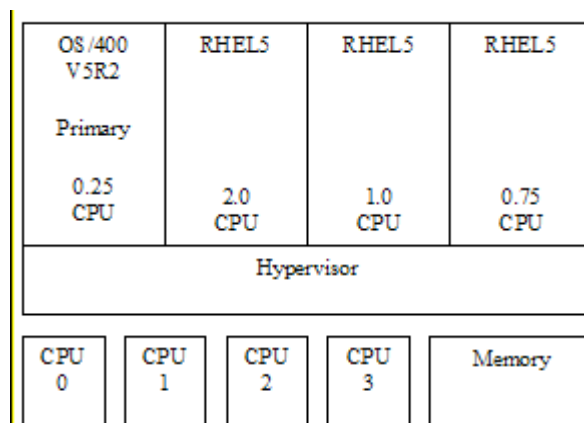 OS/400
V5R2
Primary
0.25
CPU
RHEL5
2.0
CPU
RHEL5
1.0
CPU
RHEL5
0.75
CPU
Hypervisor
CPU
0
CPU
1
CPU
2
CPU
3
Memory